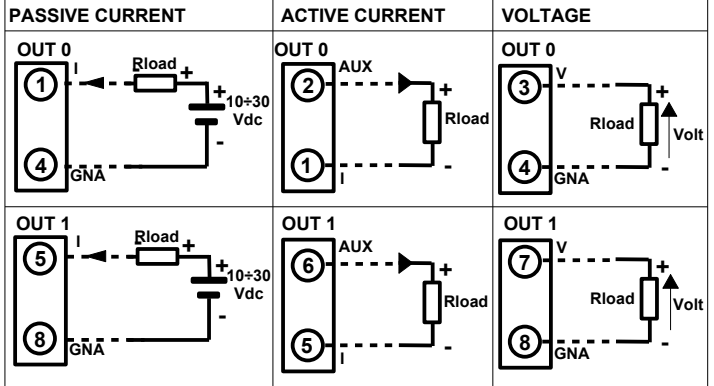 PASSIVE CURRENT
ACTIVE CURRENT
VOLTAGE
OUT 0
I
Rload
+
-
1
+
10÷30
Vdc
-
4
GNA
OUT 0
AUX
2
+
Rload
-
1
I
OUT 0
V
3
+
Rload
Volt
-
4
GNA
OUT 1
I
Rload
+
-
5
+
10÷30
Vdc
-
8
GNA
OUT 1
AUX
6
+
Rload
-
5
I
OUT 1
V
7
+
Rload
Volt
-
8
GNA